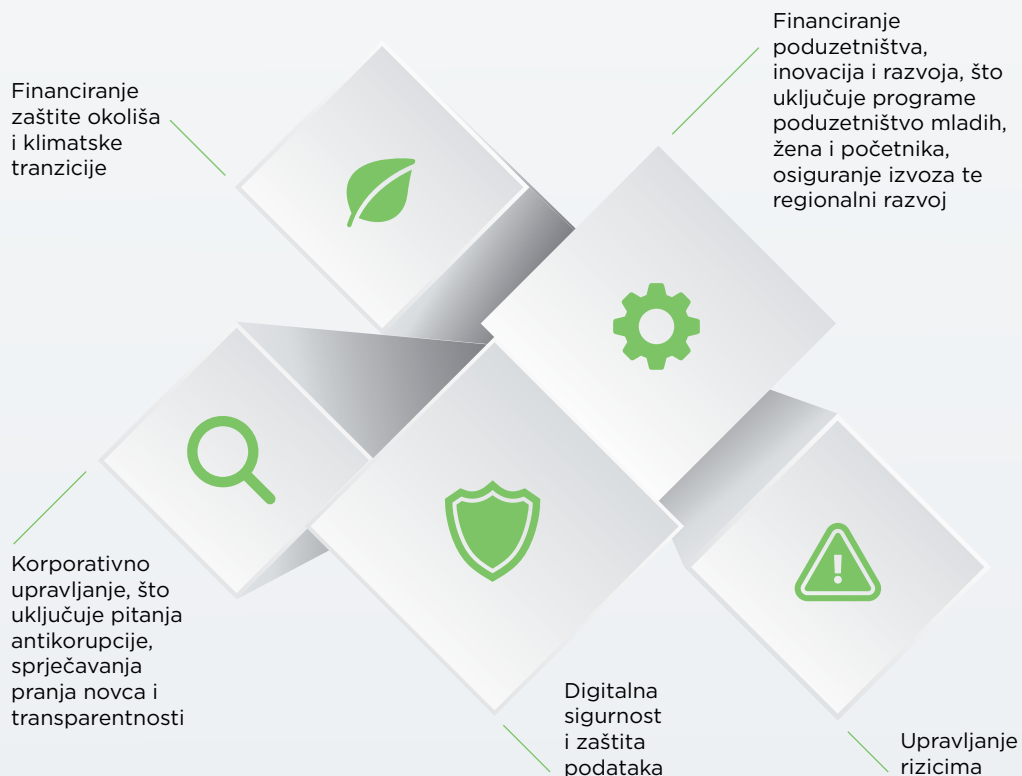 Financiranje
zaštite okoliša
i klimatske
tranzicije
Financiranje
poduzetništva,
inovacija i razvoja, što
uključuje programe
poduzetništvo mladih,
žena i početnika,
osiguranje izvoza te
regionalni razvoj
Korporativno
upravljanje, što
uključuje pitanja
antikorupcije,
sprječavanja
pranja novca i
transparentnosti
Digitalna
sigurnost
i zaštita
podataka
Upravljanje
rizicima